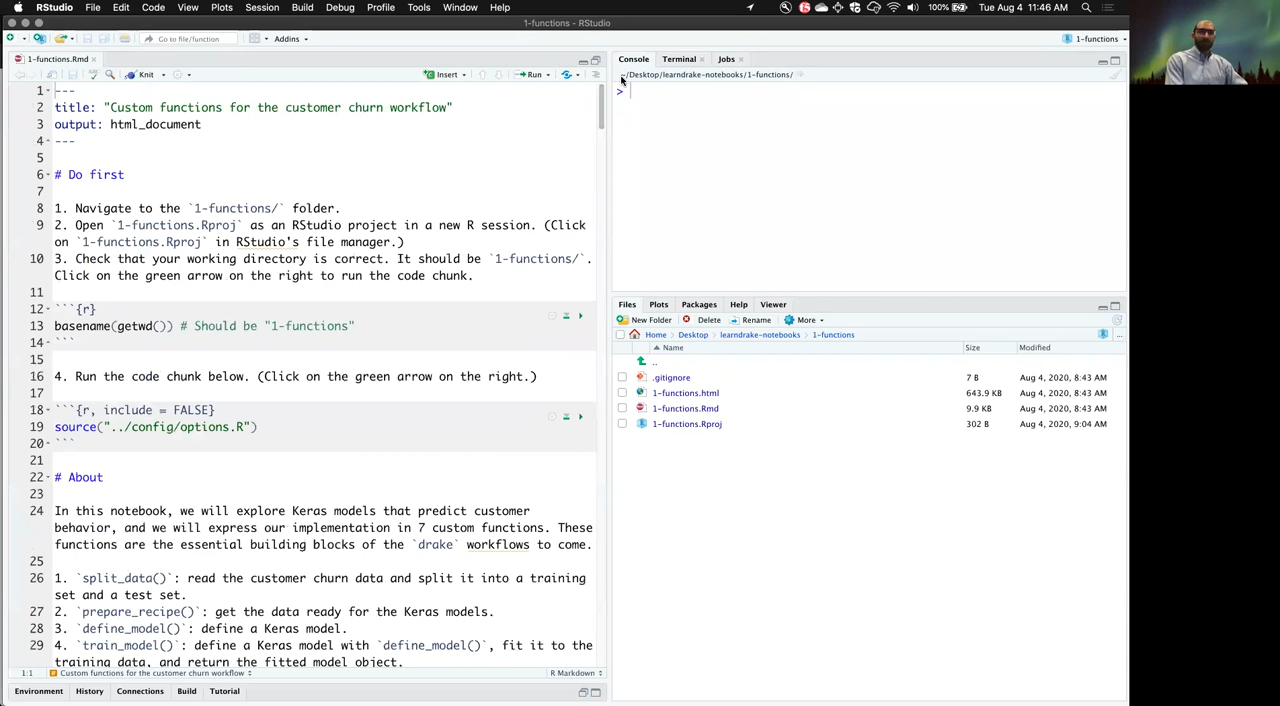 RStudio File Edit Code View Plots Session Build Debug Profile Tools Window Help 100% Tue Aug 4 11:46 AM
1-functions - RStudio
Go to file/function Addins 1-functions
1-functions.Rmd
Knit Insert Run
1 ---
2 title: "Custom functions for the customer churn workflow"
3 output: html_document
4 ---
5
6 # Do first
7
8 1. Navigate to the `1-functions/` folder.
9 2. Open `1-functions.Rproj` as an RStudio project in a new R session. (Click
on `1-functions.Rproj` in RStudio's file manager.)
10 3. Check that your working directory is correct. It should be `1-functions/`.
Click on the green arrow on the right to run the code chunk.
11
12 ```{r}
13 basename(getwd()) # Should be "1-functions"
14 ```
15
16 4. Run the code chunk below. (Click on the green arrow on the right.)
17
18 ```{r, include = FALSE}
19 source("../config/options.R")
20 ```
21
22 # About
23
24 In this notebook, we will explore Keras models that predict customer
behavior, and we will express our implementation in 7 custom functions. These
functions are the essential building blocks of the `drake` workflows to come.
25
26 1. `split_data()`: read the customer churn data and split it into a training
set and a test set.
27 2. `prepare_recipe()`: get the data ready for the Keras models.
28 3. `define_model()`: define a Keras model.
29 4. `train_model()`: define a Keras model with `define_model()`, fit it to the
training data, and return the fitted model object.
1:1 Custom functions for the customer churn workflow R Markdown
Environment History Connections Build Tutorial
Console Terminal Jobs
~/Desktop/learndrake-notebooks/1-functions/
>
Files Plots Packages Help Viewer
New Folder Delete Rename More
Home Desktop learndrake-notebooks 1-functions ...
Name Size Modified
..
.gitignore 7 B Aug 4, 2020, 8:43 AM
1-functions.html 643.9 KB Aug 4, 2020, 8:43 AM
1-functions.Rmd 9.9 KB Aug 4, 2020, 8:43 AM
1-functions.Rproj 302 B Aug 4, 2020, 9:04 AM